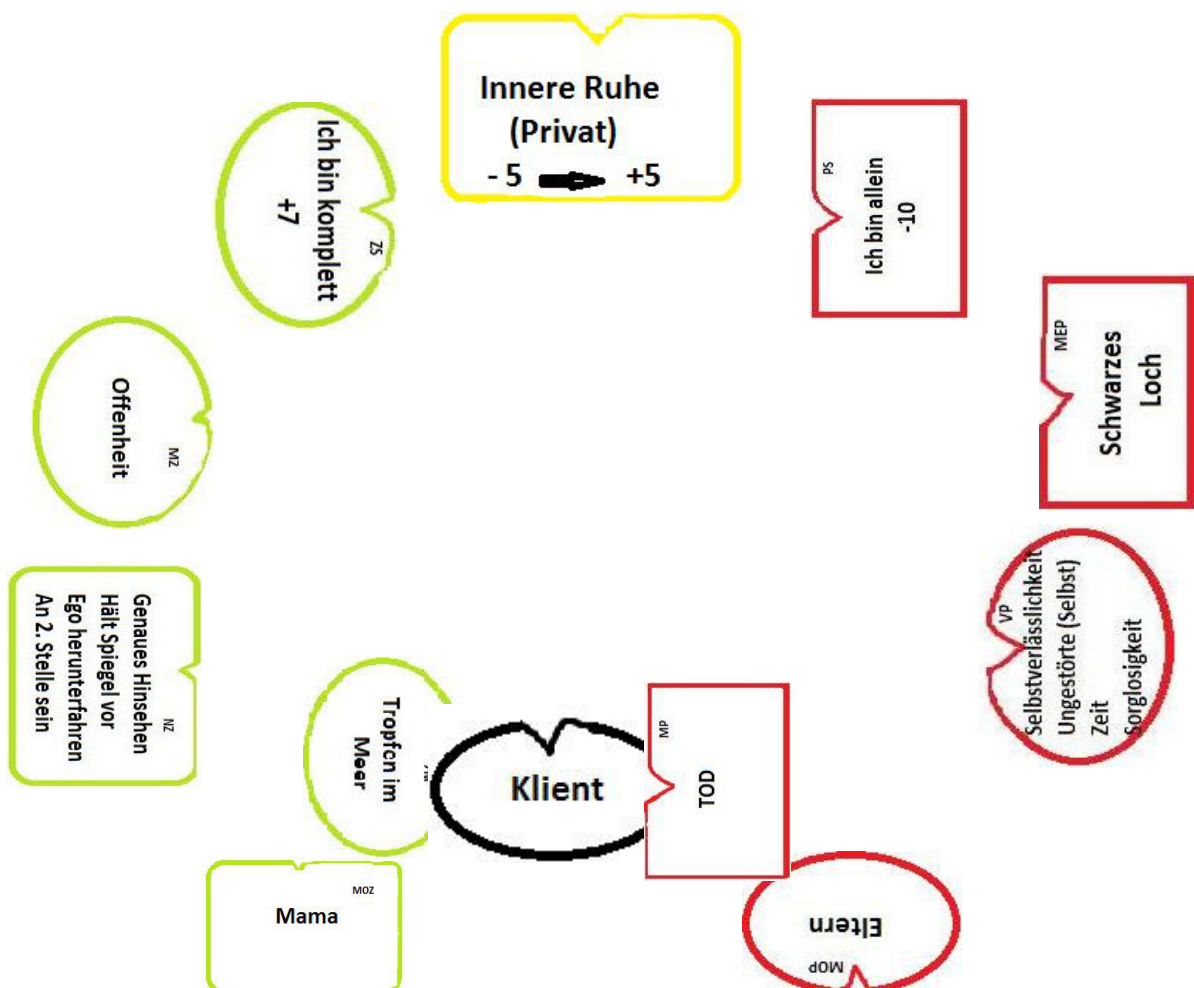 Innere Ruhe
(Privat)
- 5 +5
Ich bin komplett
+7
ZS
PS
Ich bin allein
-10
Offenheit
MZ
MEP
Schwarzes
Loch
Genaues Hinsehen
Hält Spiegel vor
Ego herunterfahren
An 2. Stelle sein
NZ
VP
Selbstverlässlichkeit
Ungestörte (Selbst)
Zeit
Sorglosigkeit
Tropfen im
Meer
Klient
MP
TOD
MOZ
Mama
Eltern
MOP